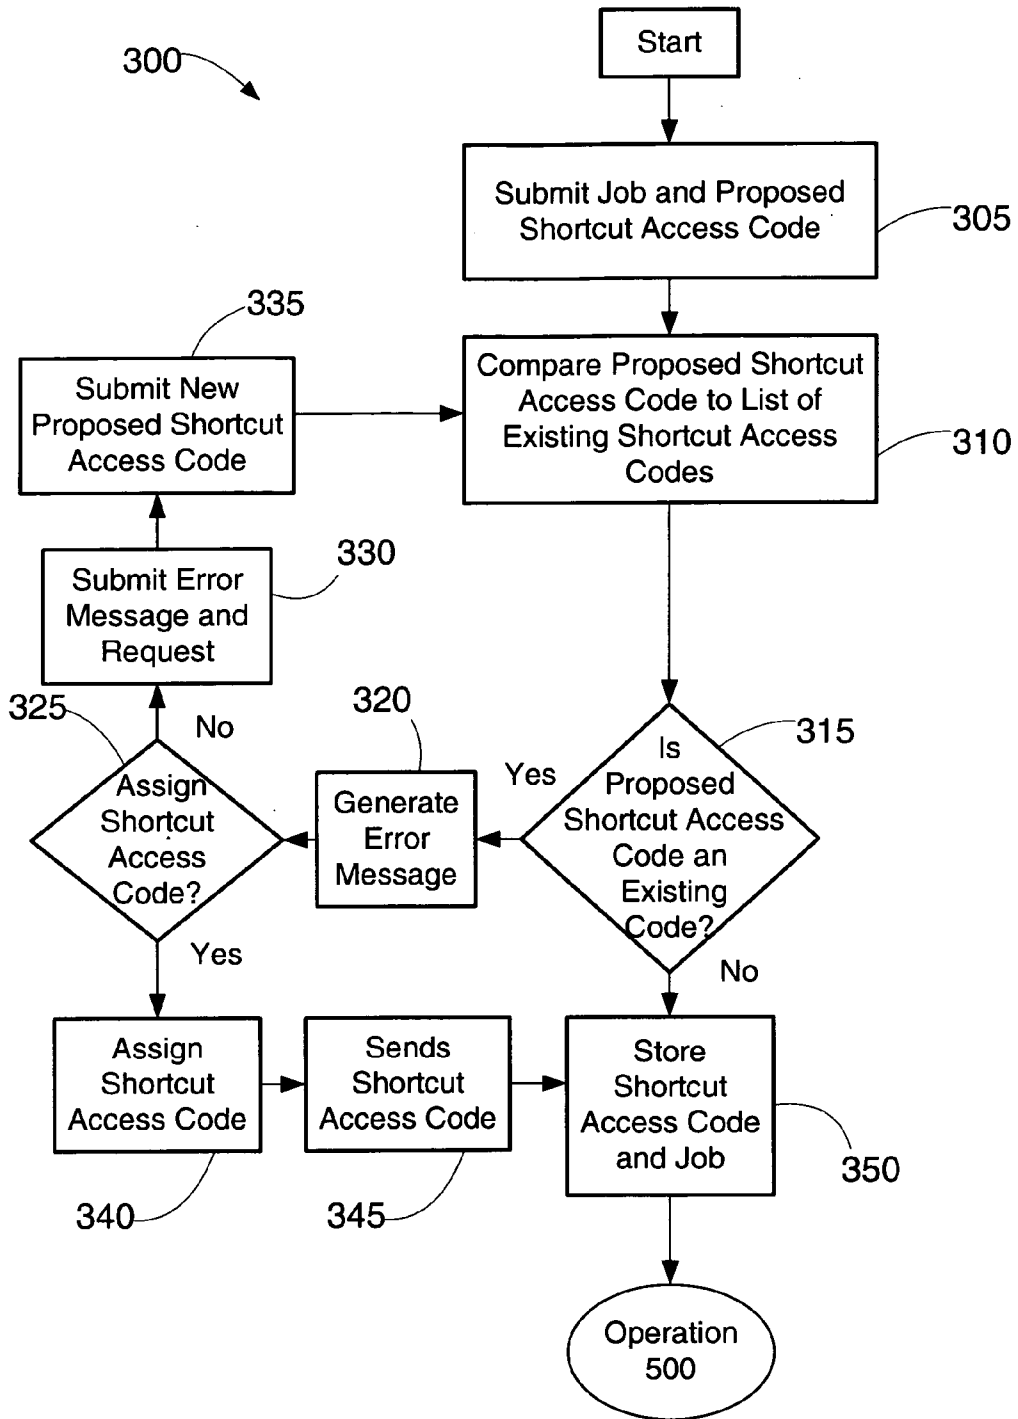 300
Start
Submit Job and Proposed
Shortcut Access Code
305
335
Submit New
Proposed Shortcut
Access Code
Compare Proposed Shortcut
Access Code to List of
Existing Shortcut Access
Codes
310
330
Submit Error
Message and
Request
325
No
320
315
Is
Proposed
Shortcut Access
Code an
Existing
Code?
Yes
Generate
Error
Message
Assign
Shortcut
Access
Code?
Yes
No
Assign
Shortcut
Access Code
Sends
Shortcut
Access Code
Store
Shortcut
Access Code
and Job
340
345
350
Operation
500